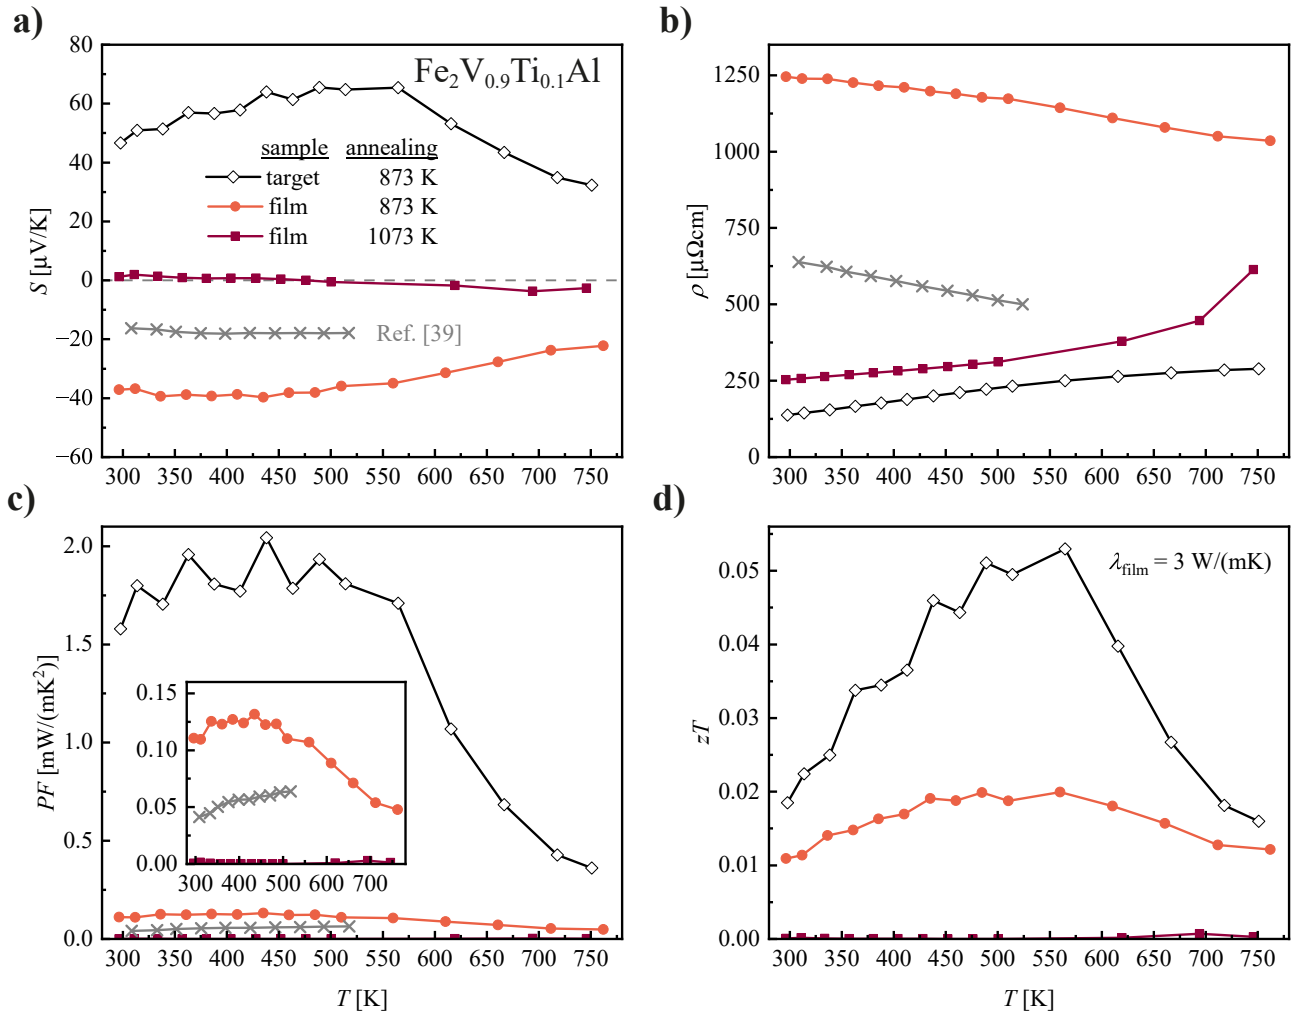 a)
80
60
40
20
0
−20
−40
−60
S [µV/K]
Fe₂V₀.₉Ti₀.₁Al
sample annealing
target 873 K
film 873 K
film 1073 K
Ref. [39]
300 350 400 450 500 550 600 650 700 750
b)
1250
1000
750
500
250
0
ρ [µΩcm]
300 350 400 450 500 550 600 650 700 750
c)
2.0
1.5
1.0
0.5
0.0
PF [mW/(mK²)]
0.15
0.10
0.05
0.00
300 400 500 600 700
300 350 400 450 500 550 600 650 700 750
T [K]
d)
0.05
0.04
0.03
0.02
0.01
0.00
zT
λfilm = 3 W/(mK)
300 350 400 450 500 550 600 650 700 750
T [K]